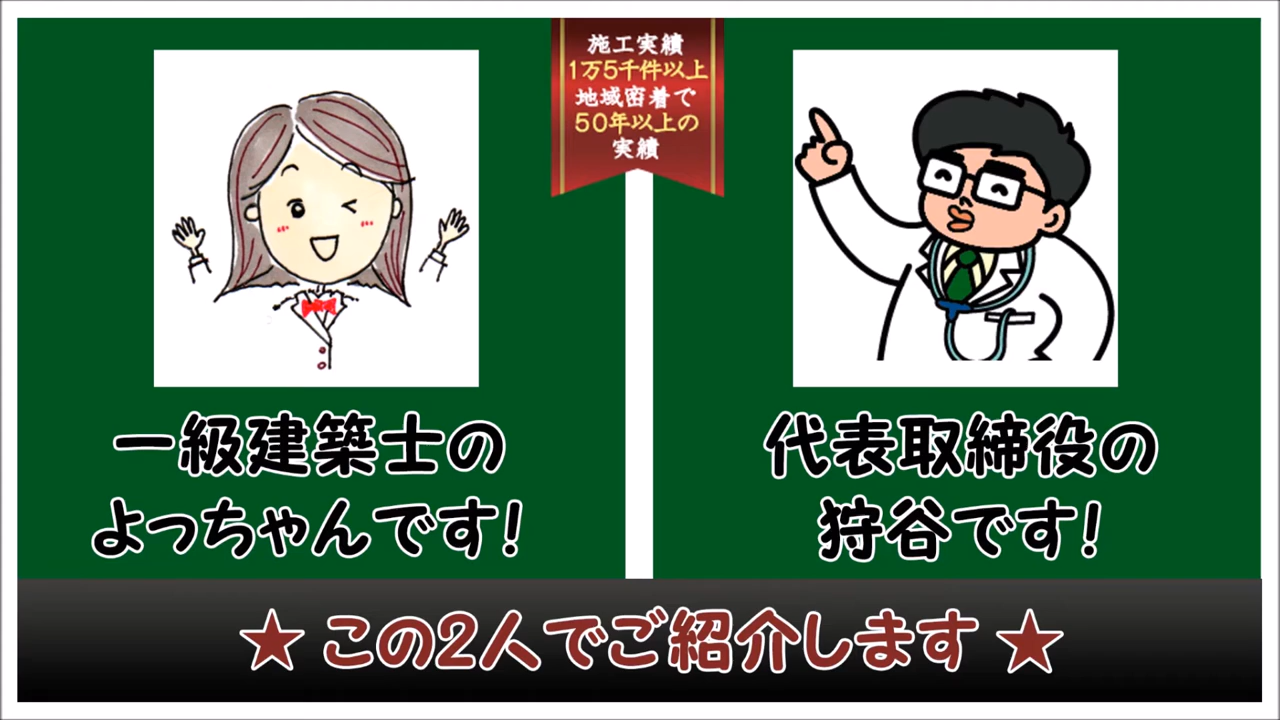 施工実績
1万5千件以上
地域密着で
50年以上の
実績
一級建築士の
よっちゃんです!
代表取締役の
狩谷です!
★ この2人でご紹介します ★